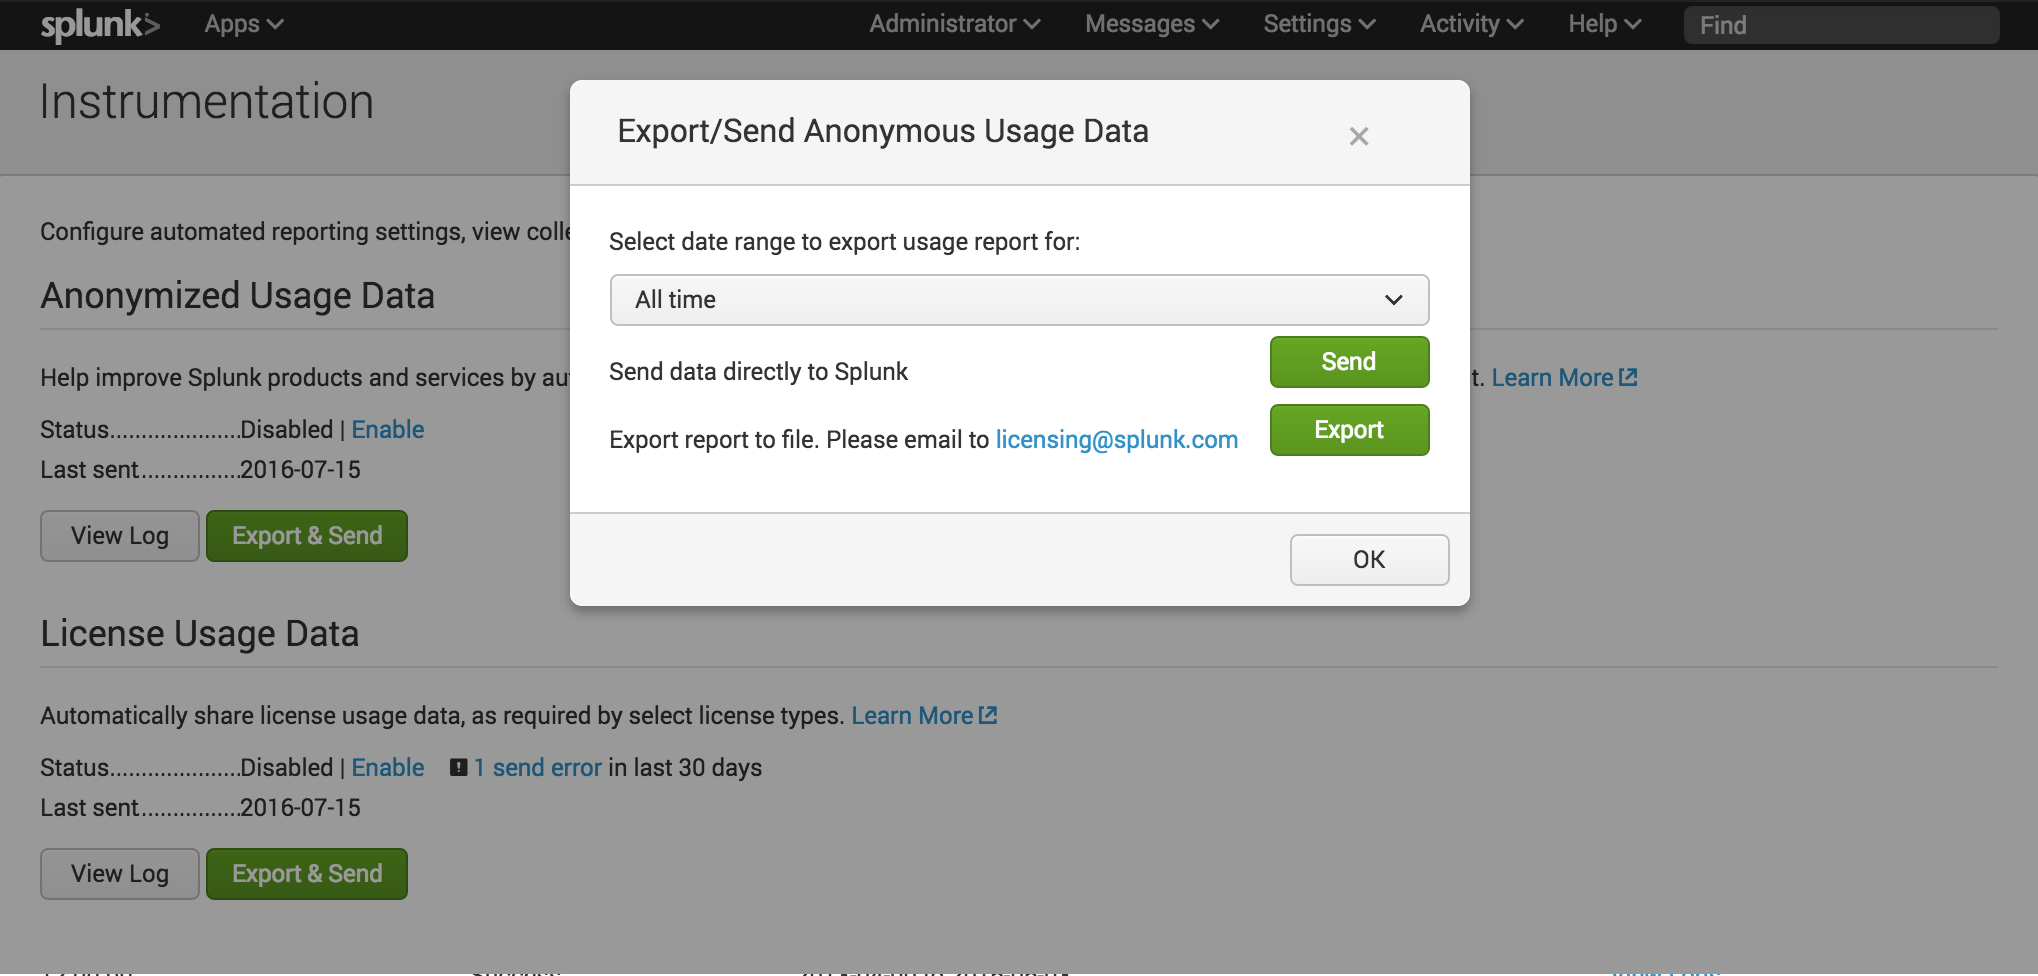 splunk> Apps Administrator Messages Settings Activity Help Find
Instrumentation
Export/Send Anonymous Usage Data
Configure automated reporting settings, view colle
Select date range to export usage report for:
All time
Anonymized Usage Data
Send data directly to Splunk Send
Help improve Splunk products and services by au
t. Learn More
Export report to file. Please email to licensing@splunk.com Export
Status.....................Disabled | Enable
Last sent................2016-07-15
View Log Export & Send
OK
License Usage Data
Automatically share license usage data, as required by select license types. Learn More
Status.....................Disabled | Enable 1 send error in last 30 days
Last sent................2016-07-15
View Log Export & Send